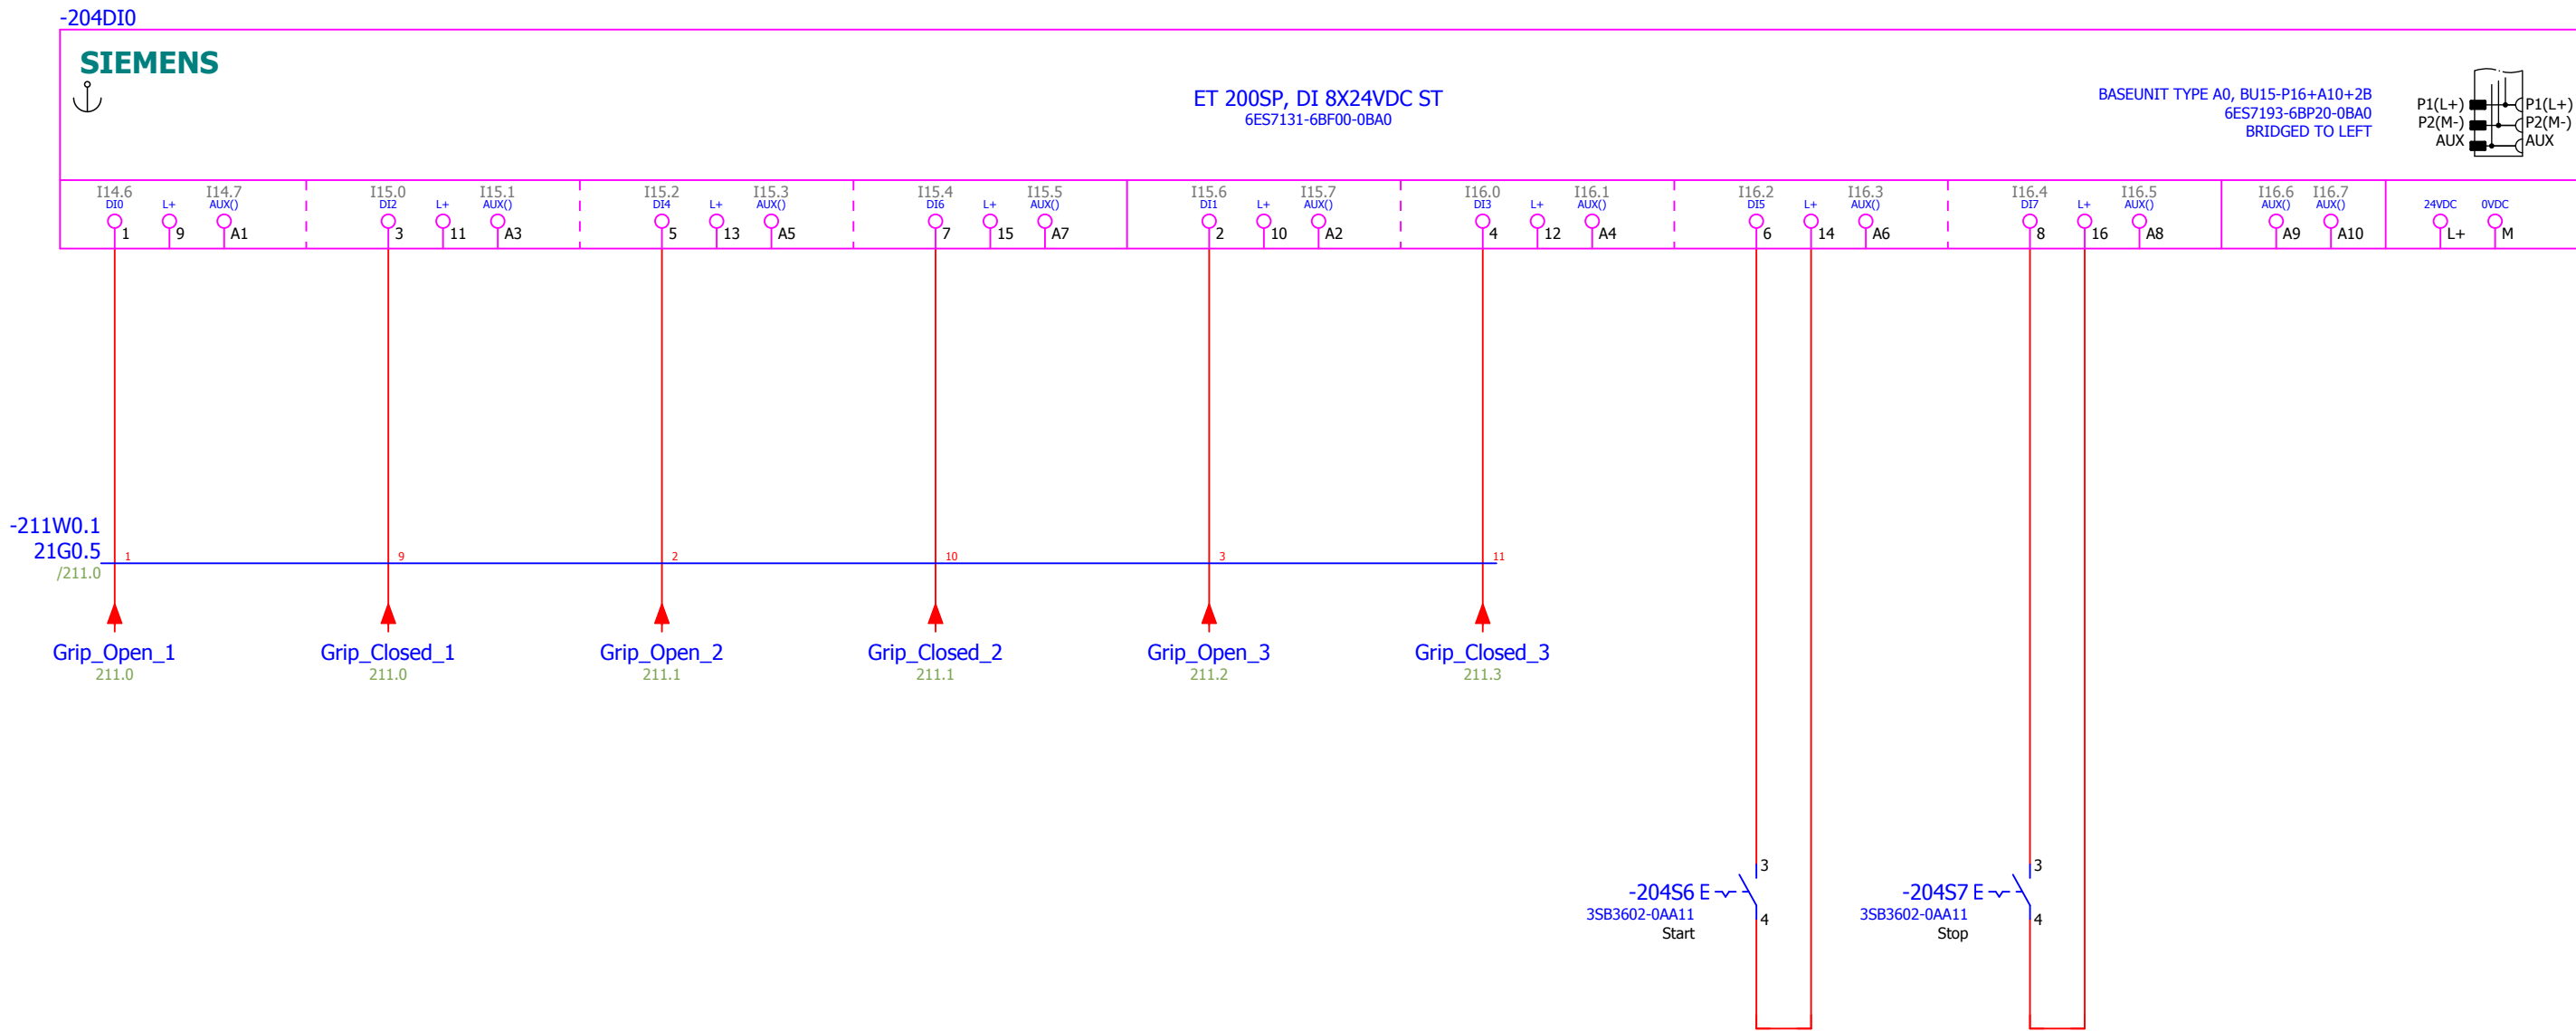 -204DI0
SIEMENS
ET 200SP, DI 8X24VDC ST
6ES7131-6BF00-0BA0
BASEUNIT TYPE A0, BU15-P16+A10+2B
6ES7193-6BP20-0BA0
BRIDGED TO LEFT
P1(L+) P1(L+)
P2(M-) P2(M-)
AUX AUX
I14.6 I14.7 I15.0 I15.1 I15.2 I15.3 I15.4 I15.5 I15.6 I15.7 I16.0 I16.1 I16.2 I16.3 I16.4 I16.5 I16.6 I16.7
DI0 L+ AUX() DI2 L+ AUX() DI4 L+ AUX() DI6 L+ AUX() DI1 L+ AUX() DI3 L+ AUX() DI5 L+ AUX() DI7 L+ AUX() AUX() AUX() 24VDC 0VDC
1 9 A1 3 11 A3 5 13 A5 7 15 A7 2 10 A2 4 12 A4 6 14 A6 8 16 A8 A9 A10 L+ M
-211W0.1
21G0.5
/211.0
1 9 2 10 3 11
Grip_Open_1 Grip_Closed_1 Grip_Open_2 Grip_Closed_2 Grip_Open_3 Grip_Closed_3
211.0 211.0 211.1 211.1 211.2 211.3
3
-204S6 E
3SB3602-0AA11
4
Start
3
-204S7 E
3SB3602-0AA11
4
Stop